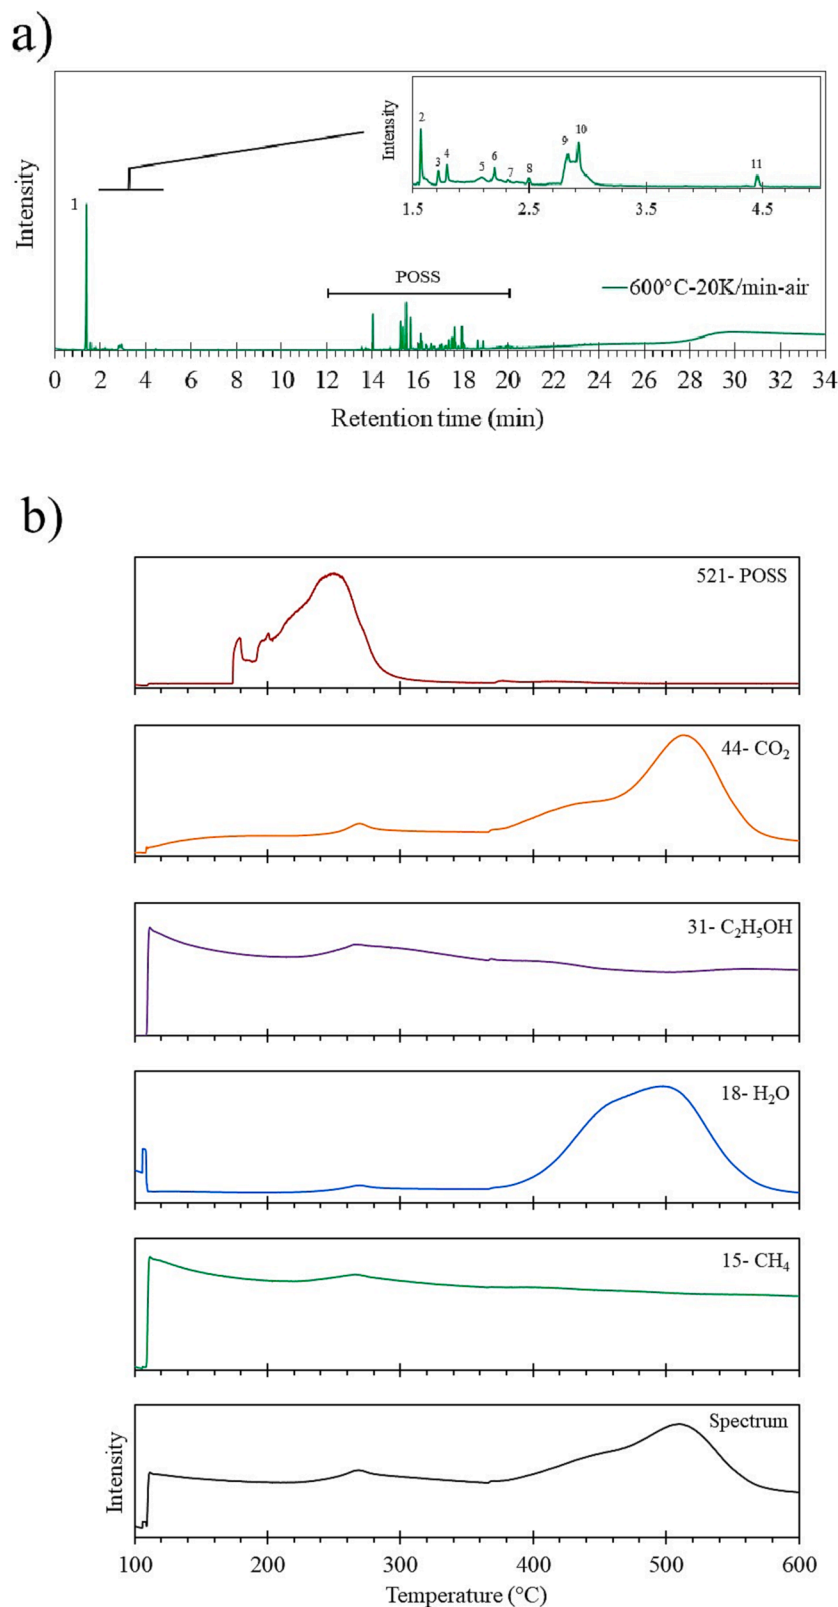 a)
Intensity
1
2
3
4
5
6
7
8
9
10
11
Intensity
1.5 2.5 3.5 4.5
POSS
600°C-20K/min-air
0 2 4 6 8 10 12 14 16 18 20 22 24 26 28 30 32 34
Retention time (min)
b)
521- POSS
44- CO₂
31- C₂H₅OH
18- H₂O
15- CH₄
Spectrum
Intensity
100 200 300 400 500 600
Temperature (°C)